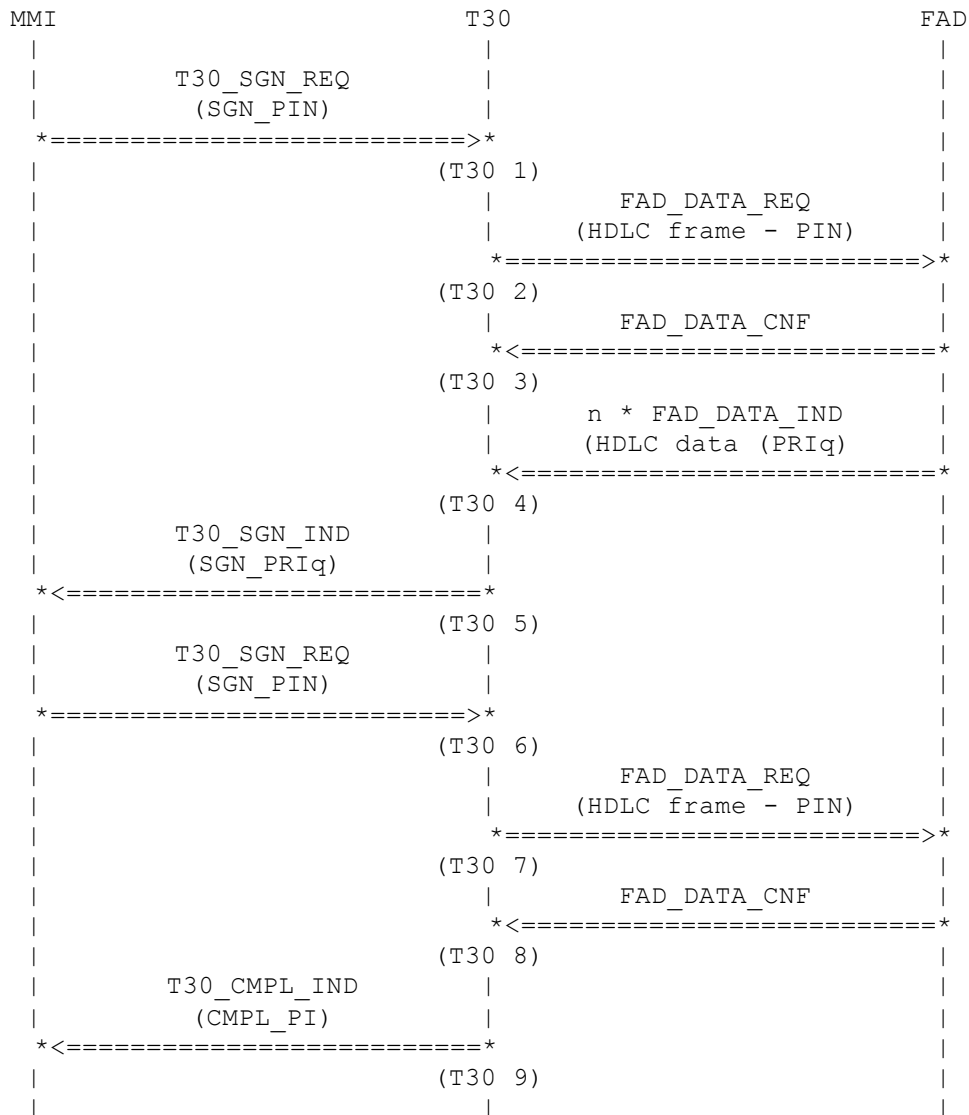 MMI T30 FAD
T30_SGN_REQ
(SGN_PIN)
(T30 1)
FAD_DATA_REQ
(HDLC frame - PIN)
(T30 2)
FAD_DATA_CNF
(T30 3)
n * FAD_DATA_IND
(HDLC data (PRIq)
(T30 4)
T30_SGN_IND
(SGN_PRIq)
(T30 5)
T30_SGN_REQ
(SGN_PIN)
(T30 6)
FAD_DATA_REQ
(HDLC frame - PIN)
(T30 7)
FAD_DATA_CNF
(T30 8)
T30_CMPL_IND
(CMPL_PI)
(T30 9)